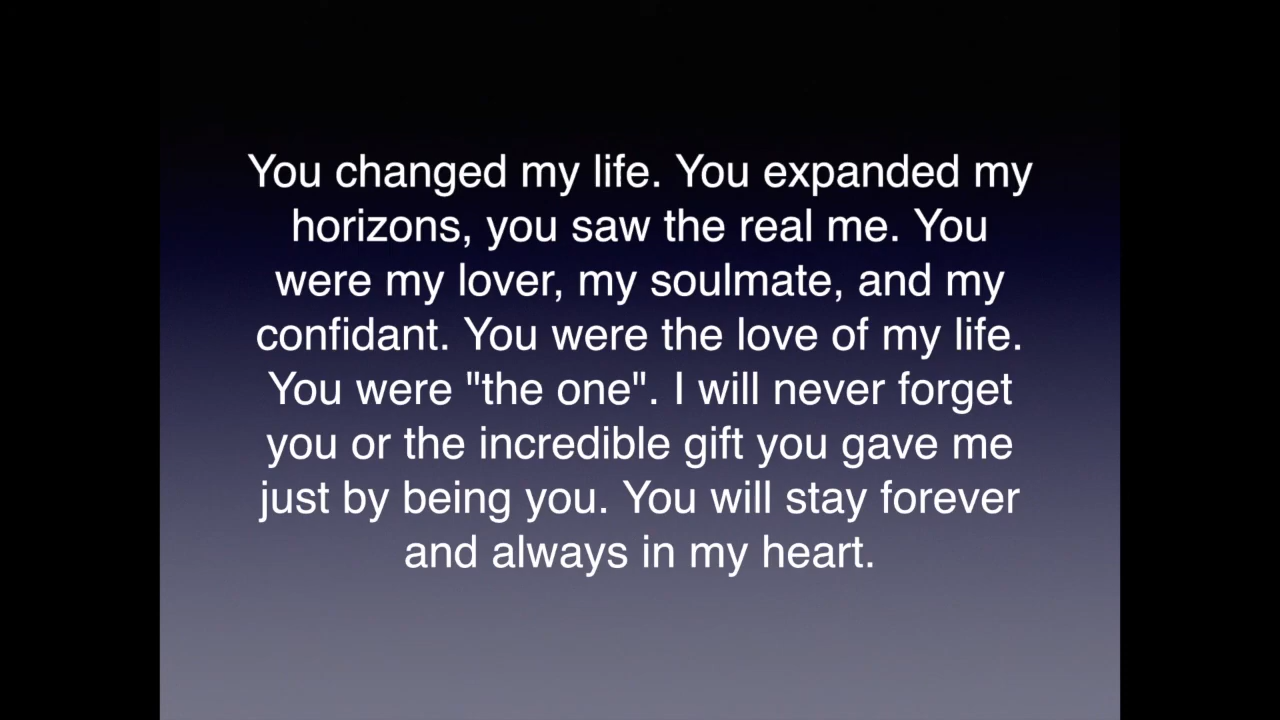 You changed my life. You expanded my
horizons, you saw the real me. You
were my lover, my soulmate, and my
confidant. You were the love of my life.
You were "the one". I will never forget
you or the incredible gift you gave me
just by being you. You will stay forever
and always in my heart.